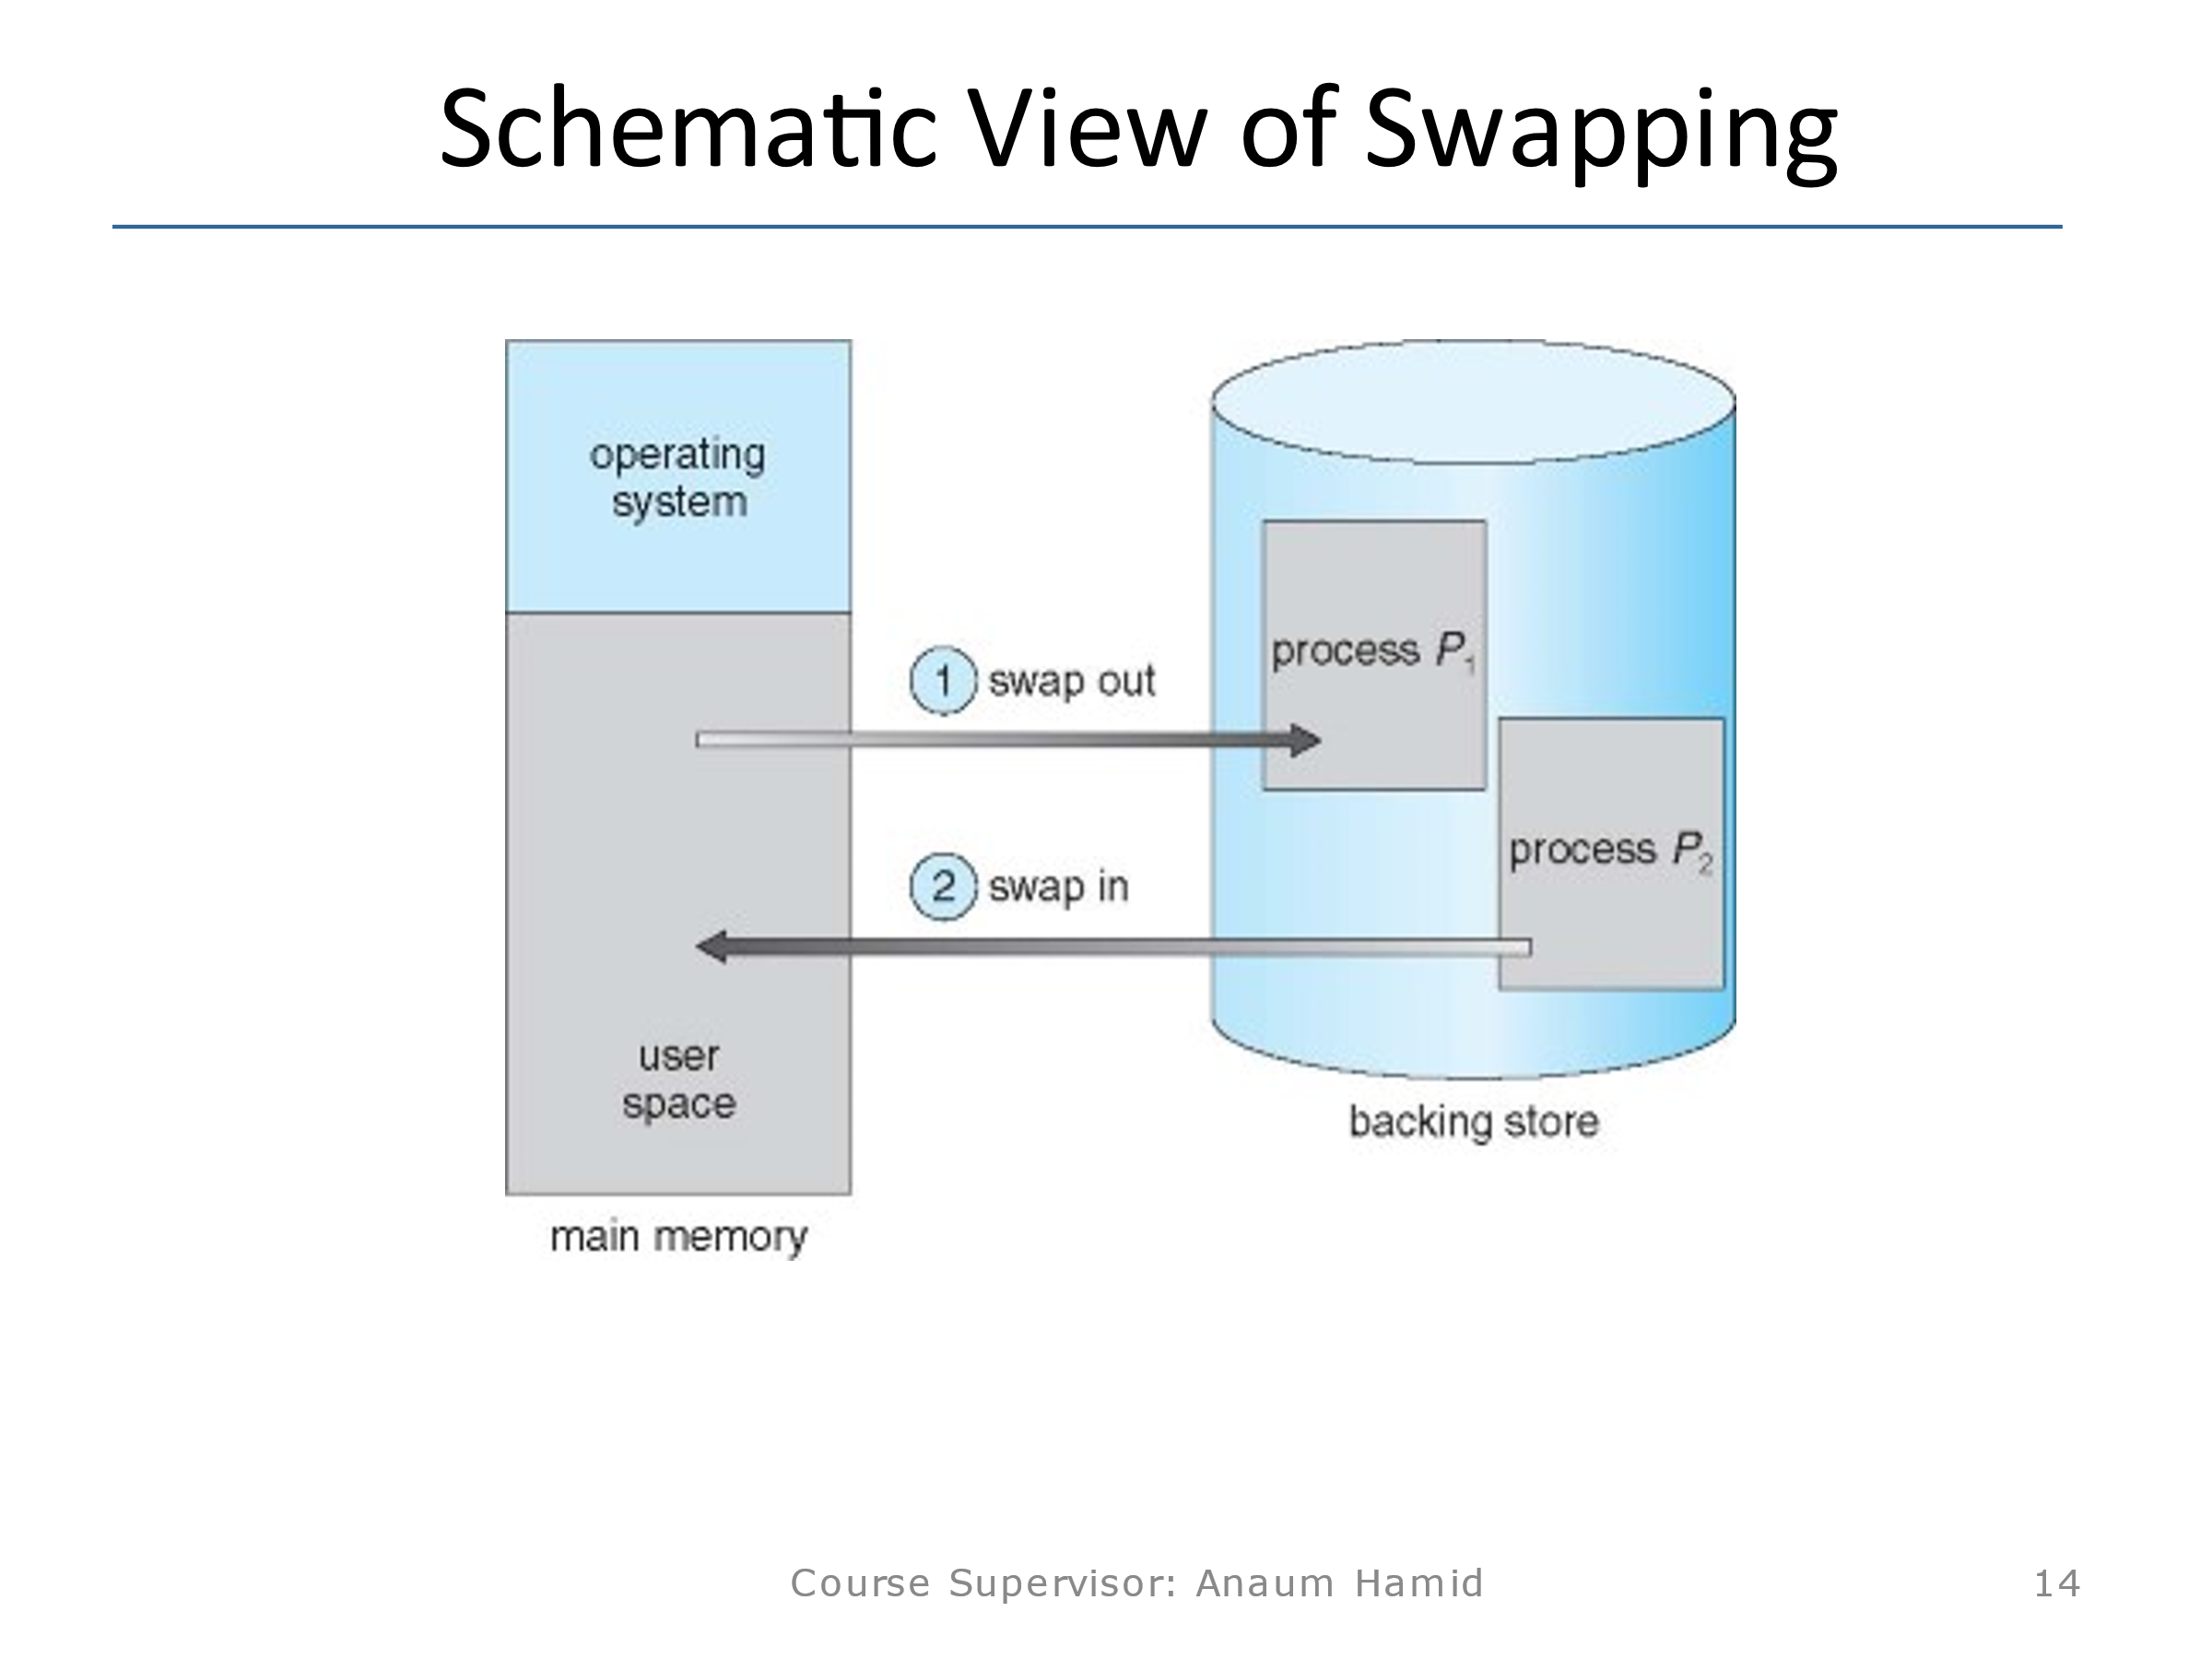 Schematic View of Swapping
operating
system
1 swap out
process P1
2 swap in
process P2
user
space
backing store
main memory
Course Supervisor: Anaum Hamid
14